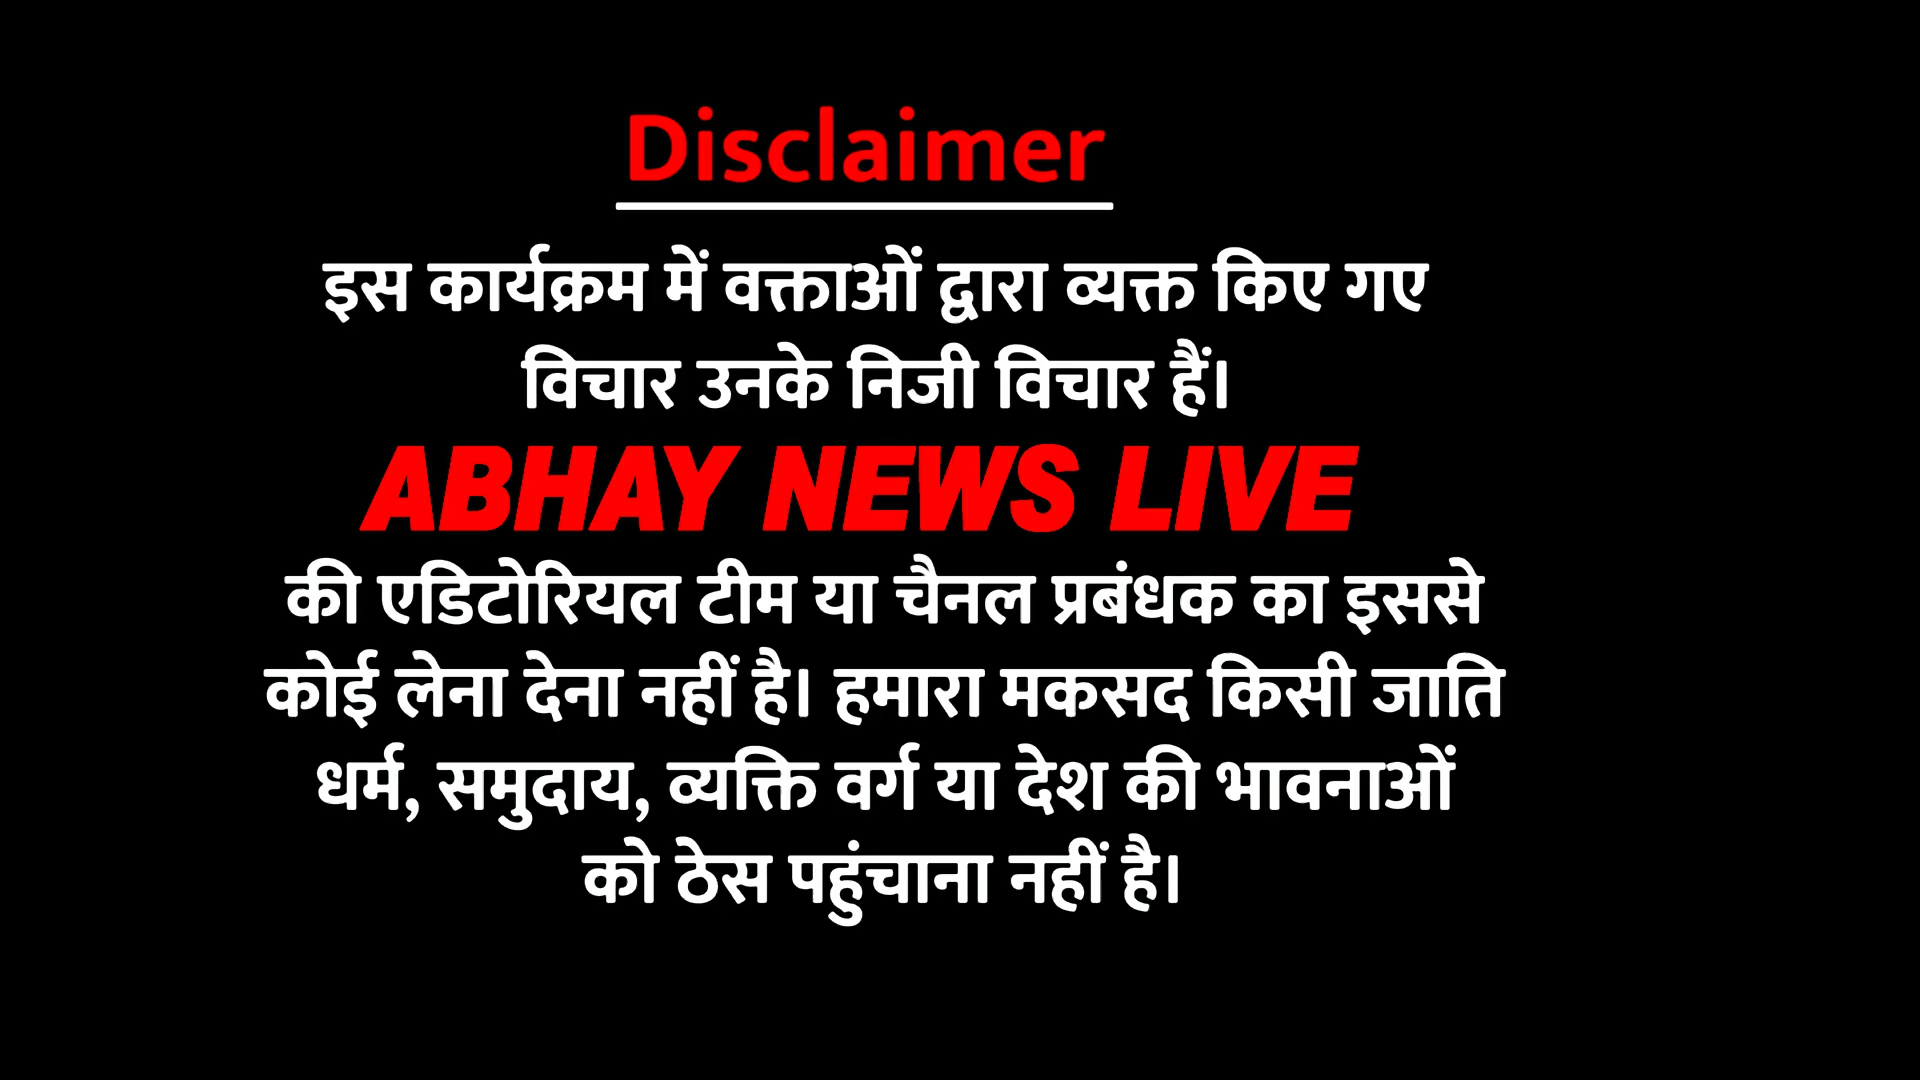 Disclaimer
इस कार्यक्रम में वक्ताओं द्वारा व्यक्त किए गए
विचार उनके निजी विचार हैं।
ABHAY NEWS LIVE
की एडिटोरियल टीम या चैनल प्रबंधक का इससे
कोई लेना देना नहीं है। हमारा मकसद किसी जाति
धर्म, समुदाय, व्यक्ति वर्ग या देश की भावनाओं
को ठेस पहुंचाना नहीं है।